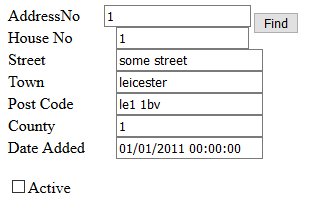 AddressNo 1 Find
House No 1
Street some street
Town leicester
Post Code le1 1bv
County 1
Date Added 01/01/2011 00:00:00
Active